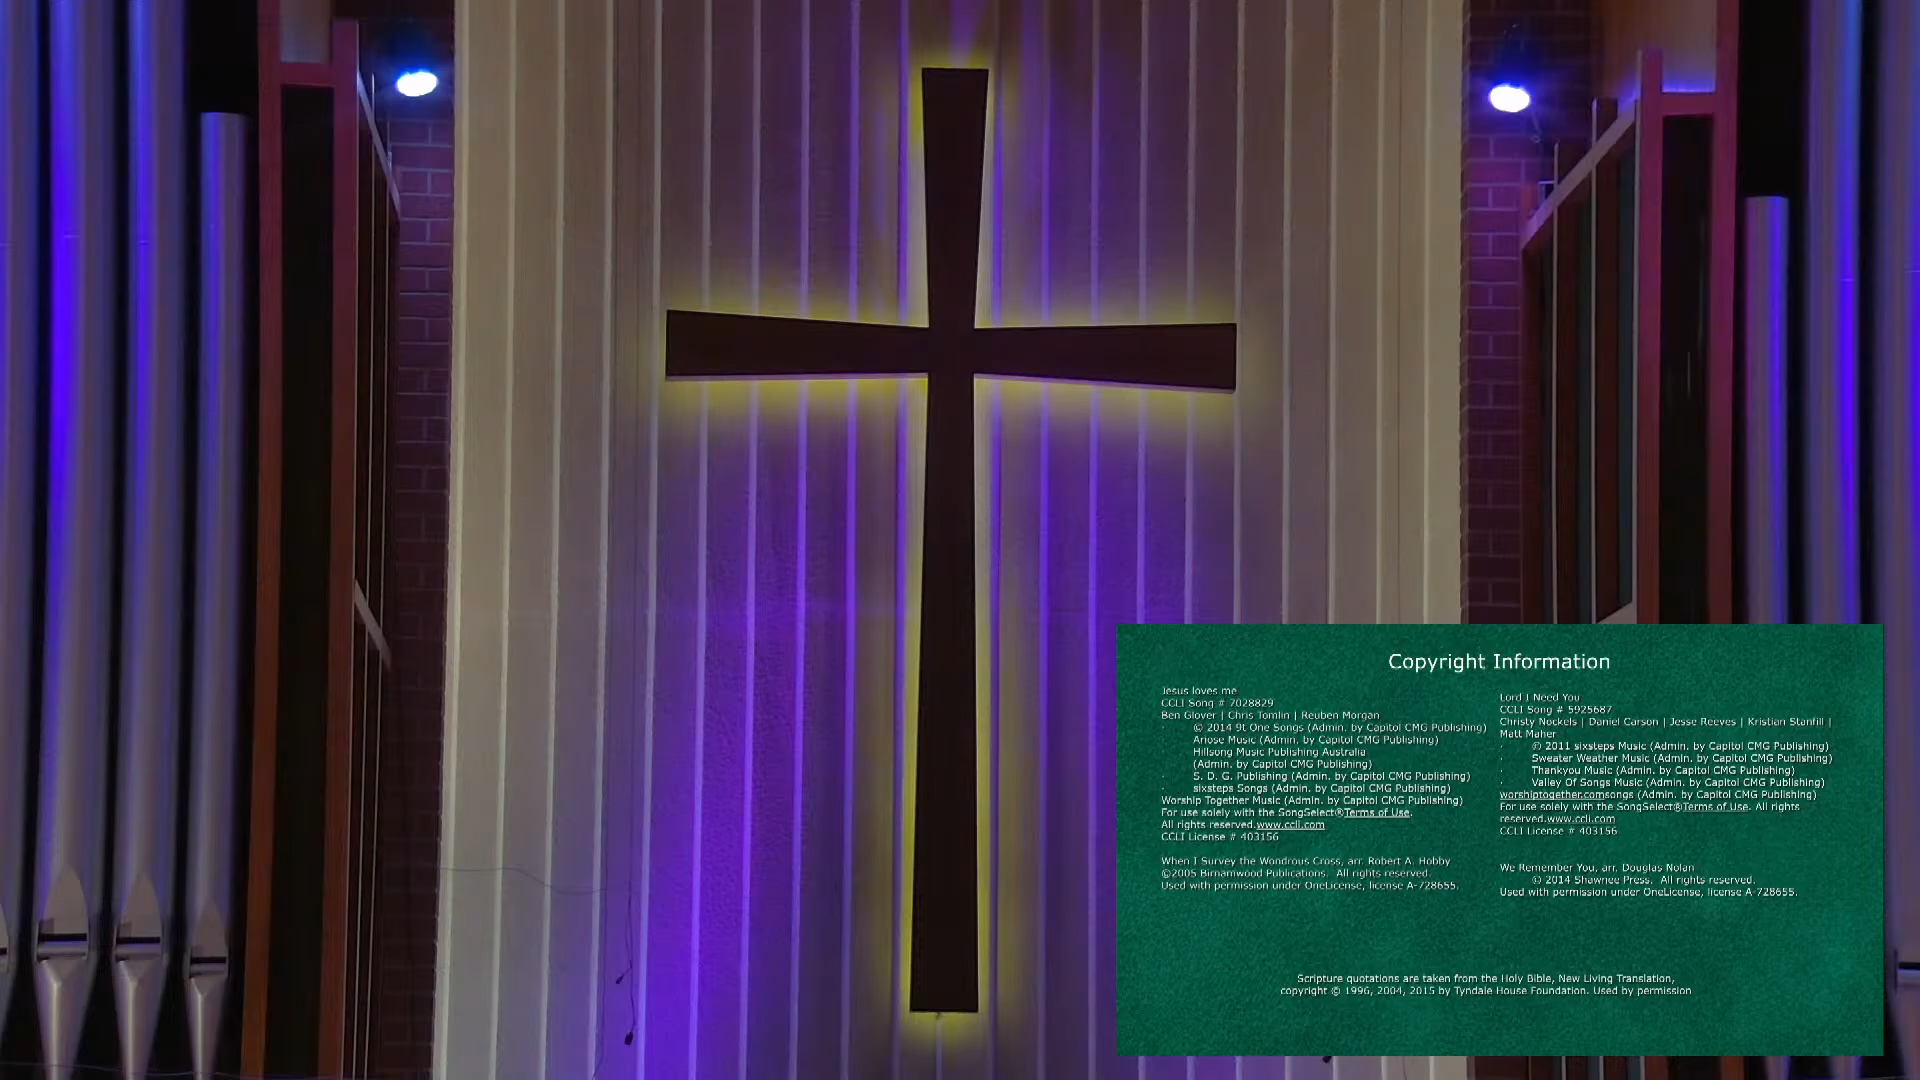 Copyright Information
Jesus loves me
CCLI Song # 7028829
Ben Glover | Chris Tomlin | Reuben Morgan
· © 2014 9t One Songs (Admin. by Capitol CMG Publishing)
Ariose Music (Admin. by Capitol CMG Publishing)
Hillsong Music Publishing Australia
(Admin. by Capitol CMG Publishing)
· S. D. G. Publishing (Admin. by Capitol CMG Publishing)
· sixsteps Songs (Admin. by Capitol CMG Publishing)
Worship Together Music (Admin. by Capitol CMG Publishing)
For use solely with the SongSelect®Terms of Use.
All rights reserved.www.ccli.com
CCLI License # 403156
When I Survey the Wondrous Cross, arr. Robert A. Hobby
©2005 Birnamwood Publications. All rights reserved.
Used with permission under OneLicense, license A-728655.
Lord I Need You
CCLI Song # 5925687
Christy Nockels | Daniel Carson | Jesse Reeves | Kristian Stanfill |
Matt Maher
· © 2011 sixsteps Music (Admin. by Capitol CMG Publishing)
· Sweater Weather Music (Admin. by Capitol CMG Publishing)
· Thankyou Music (Admin. by Capitol CMG Publishing)
· Valley Of Songs Music (Admin. by Capitol CMG Publishing)
worshiptogether.comsongs (Admin. by Capitol CMG Publishing)
For use solely with the SongSelect®Terms of Use. All rights
reserved.www.ccli.com
CCLI License # 403156
We Remember You, arr. Douglas Nolan
© 2014 Shawnee Press. All rights reserved.
Used with permission under OneLicense, license A-728655.
Scripture quotations are taken from the Holy Bible, New Living Translation,
copyright © 1996, 2004, 2015 by Tyndale House Foundation. Used by permission